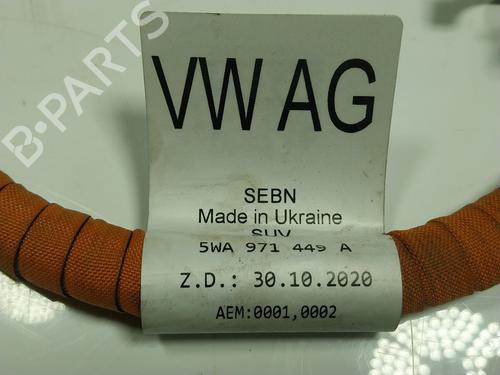 B-PARTS
VW AG
SEBN
Made in Ukraine
SUV
5WA 971 449 A
Z.D.: 30.10.2020
AEM:0001,0002